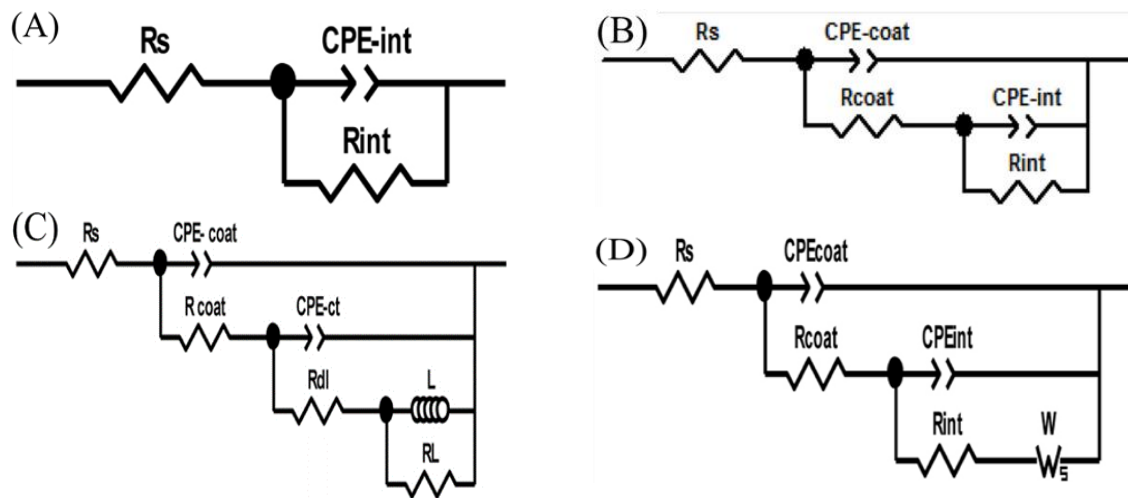 (A)
Rs
CPE-int
Rint
(B)
Rs
CPE-coat
Rcoat
CPE-int
Rint
(C)
Rs
CPE- coat
R coat
CPE-ct
Rdl
L
RL
(D)
Rs
CPEcoat
Rcoat
CPEint
Rint
W
W
s